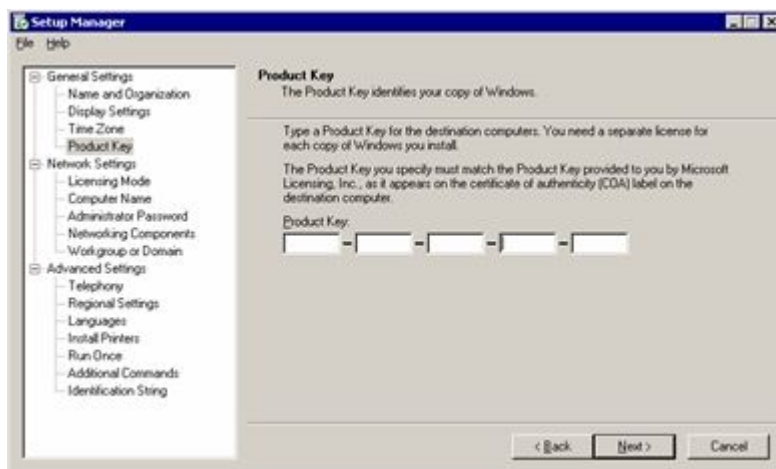 Setup Manager
File Help
General Settings
Name and Organization
Display Settings
Time Zone
Product Key
Network Settings
Licensing Mode
Computer Name
Administrator Password
Networking Components
Workgroup or Domain
Advanced Settings
Telephony
Regional Settings
Languages
Install Printers
Run Once
Additional Commands
Identification String
Product Key
The Product Key identifies your copy of Windows.
Type a Product Key for the destination computers. You need a separate license for
each copy of Windows you install.
The Product Key you specify must match the Product Key provided to you by Microsoft
Licensing, Inc., as it appears on the certificate of authenticity (COA) label on the
destination computer.
Product Key:
< Back Next > Cancel